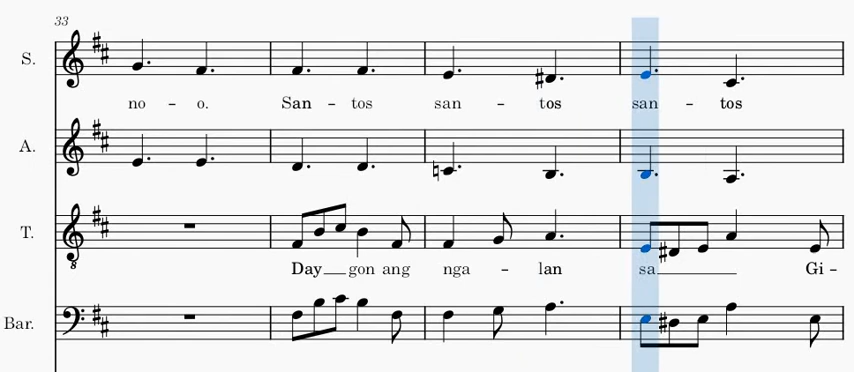 33
S.
no - o. San - tos san - tos san - tos
A.
T.
Day gon ang nga - lan sa Gi -
Bar.